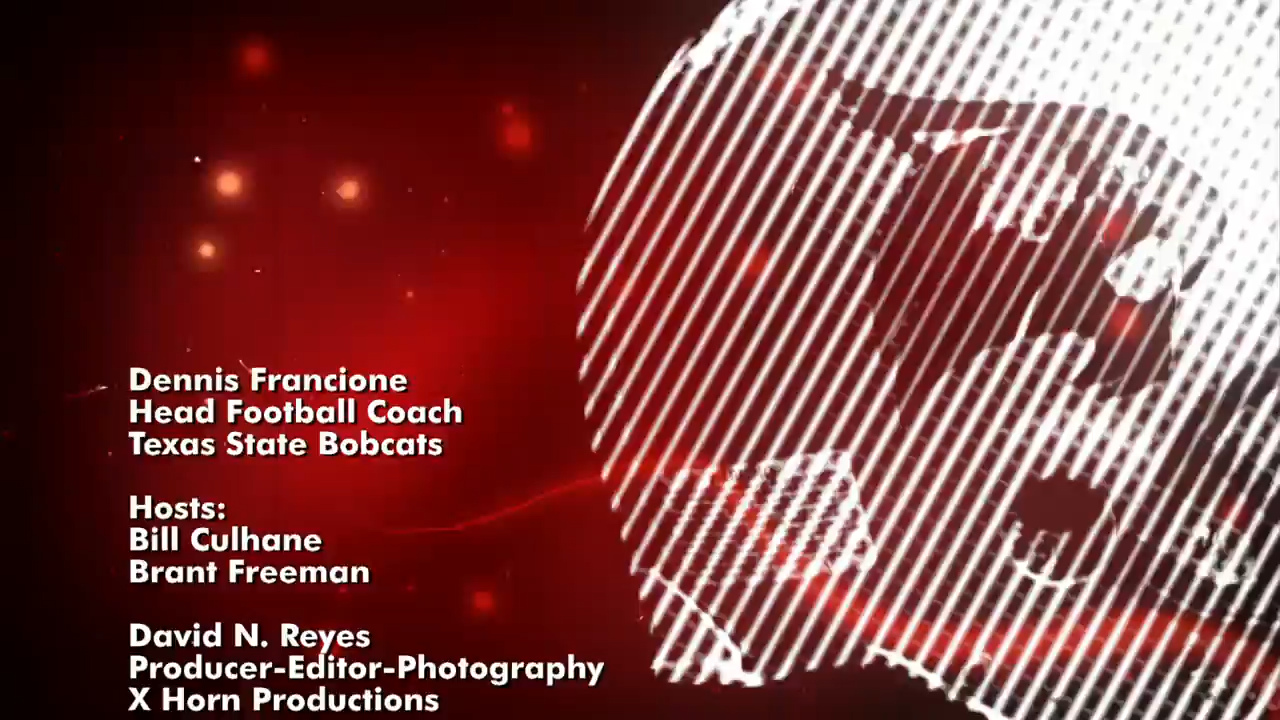 Dennis Francione
Head Football Coach
Texas State Bobcats
Hosts:
Bill Culhane
Brant Freeman
David N. Reyes
Producer-Editor-Photography
X Horn Productions